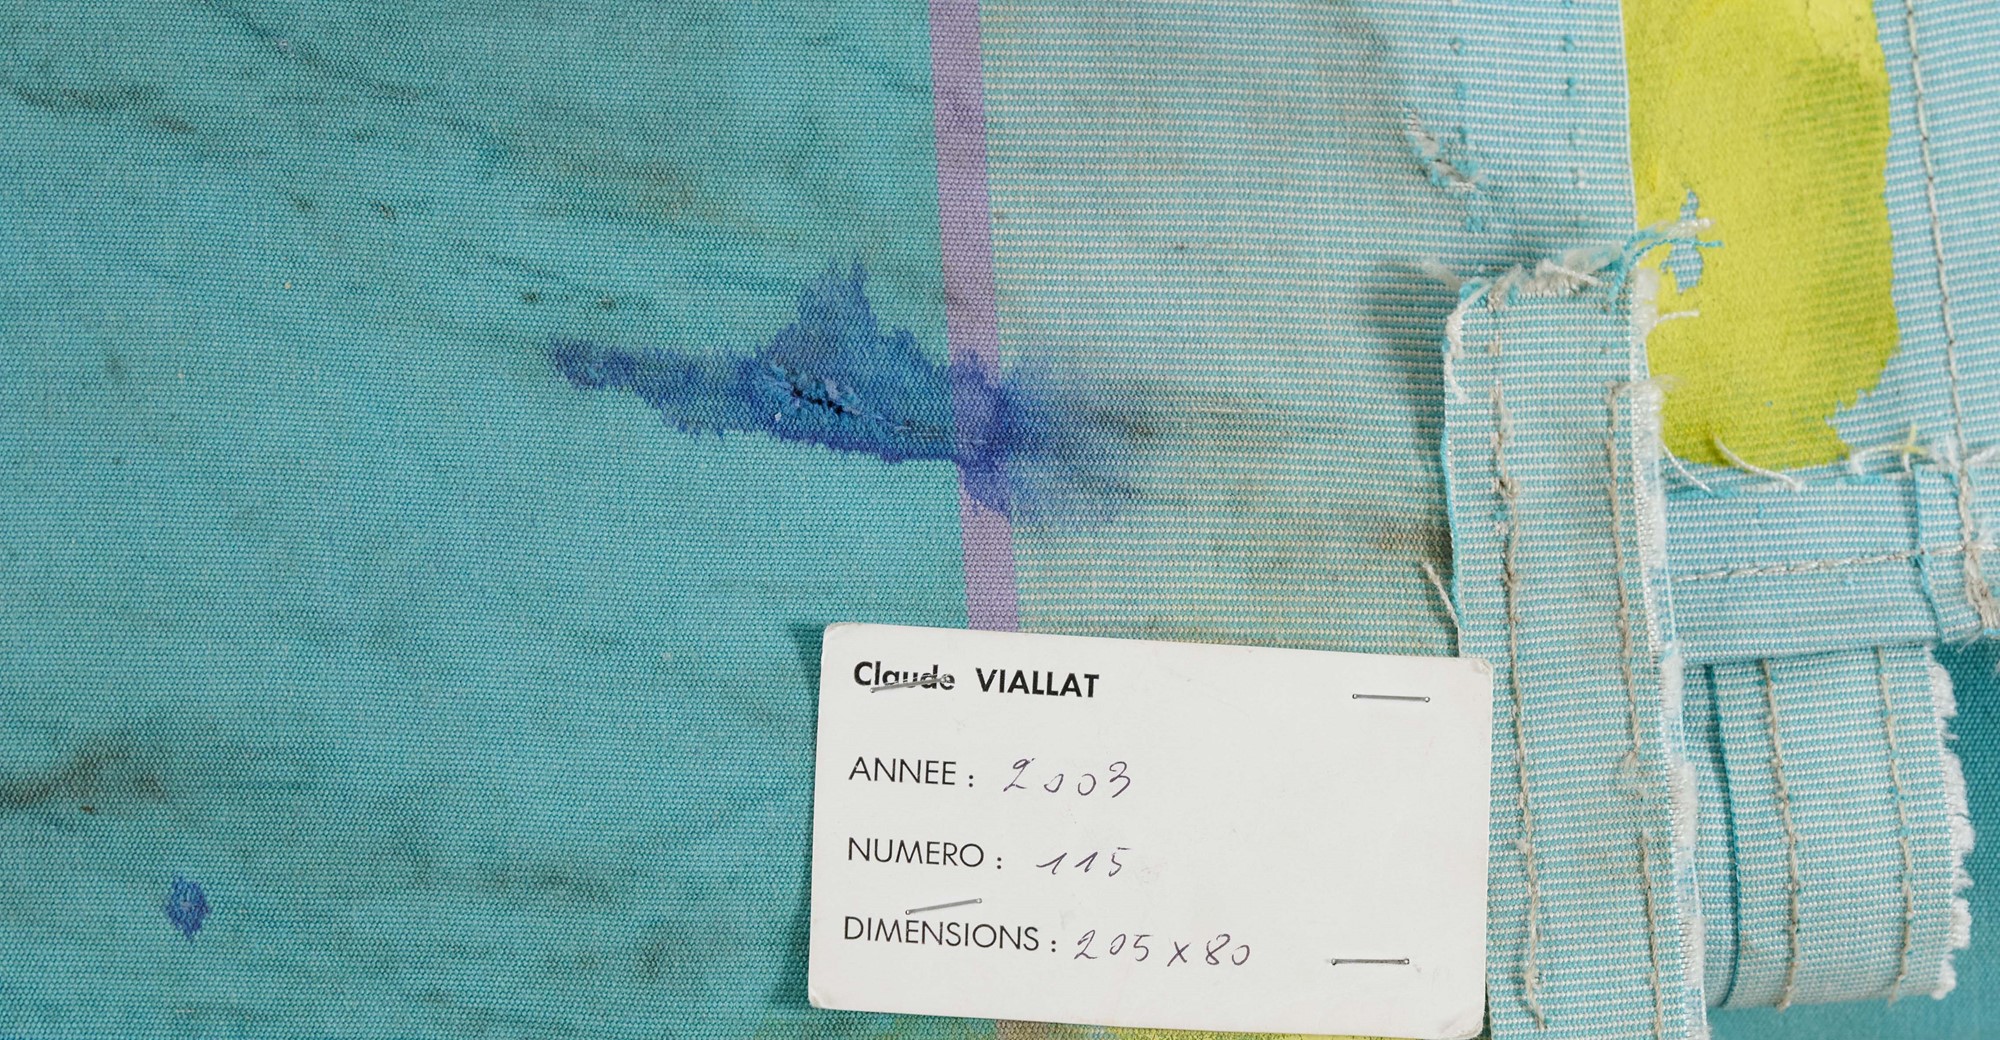 Claude VIALLAT
ANNEE : 2003
NUMERO : 115
DIMENSIONS : 205 x 80